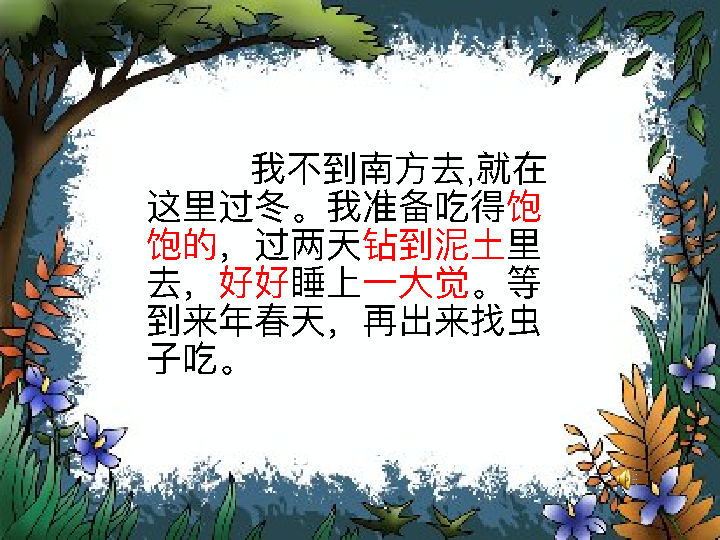 我不到南方去,就在
这里过冬。我准备吃得饱
饱的，过两天钻到泥土里
去，好好睡上一大觉。等
到来年春天，再出来找虫
子吃。